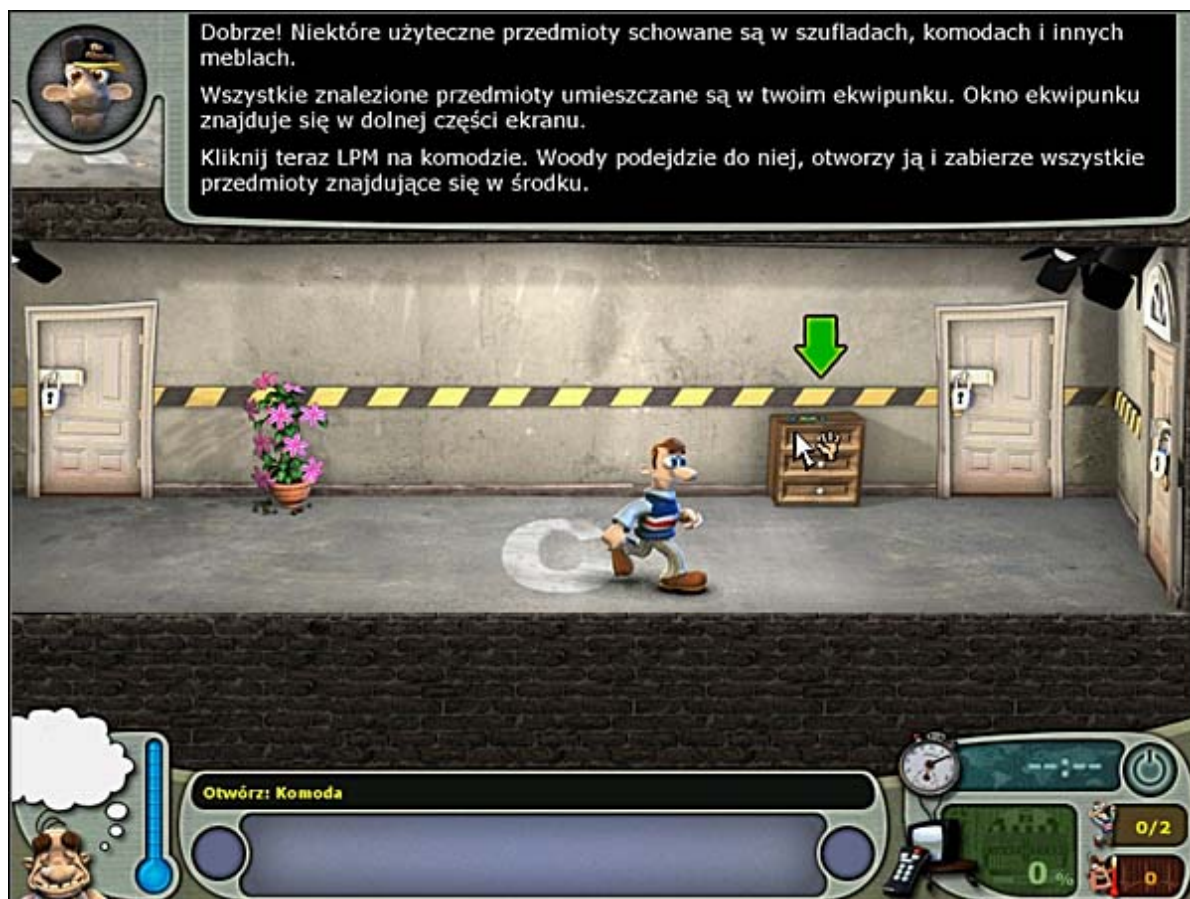 Dobrze! Niektóre użyteczne przedmioty schowane są w szufladach, komodach i innych
meblach.
Wszystkie znalezione przedmioty umieszczane są w twoim ekwipunku. Okno ekwipunku
znajduje się w dolnej części ekranu.
Kliknij teraz LPM na komodzie. Woody podejdzie do niej, otworzy ją i zabierze wszystkie
przedmioty znajdujące się w środku.
Otwórz: Komoda
--:--
0/2
0 %
0